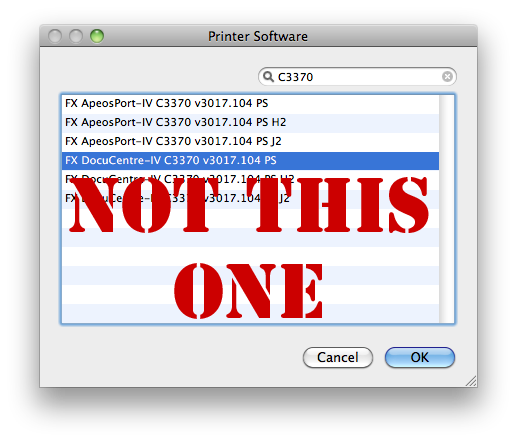 Printer Software
C3370
FX ApeosPort-IV C3370 v3017.104 PS
FX ApeosPort-IV C3370 v3017.104 PS H2
FX ApeosPort-IV C3370 v3017.104 PS J2
FX DocuCentre-IV C3370 v3017.104 PS
FX DocuCentre-IV C3370 v3017.104 PS H2
FX DocuCentre-IV C3370 v3017.104 PS J2
NOT THIS
ONE
Cancel OK